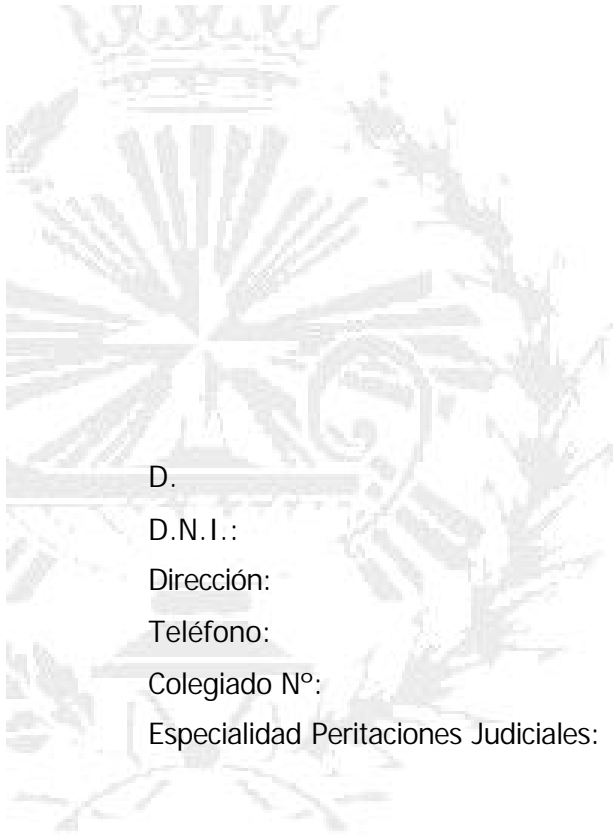 D.
D.N.I.:
Dirección:
Teléfono:
Colegiado Nº:
Especialidad Peritaciones Judiciales: